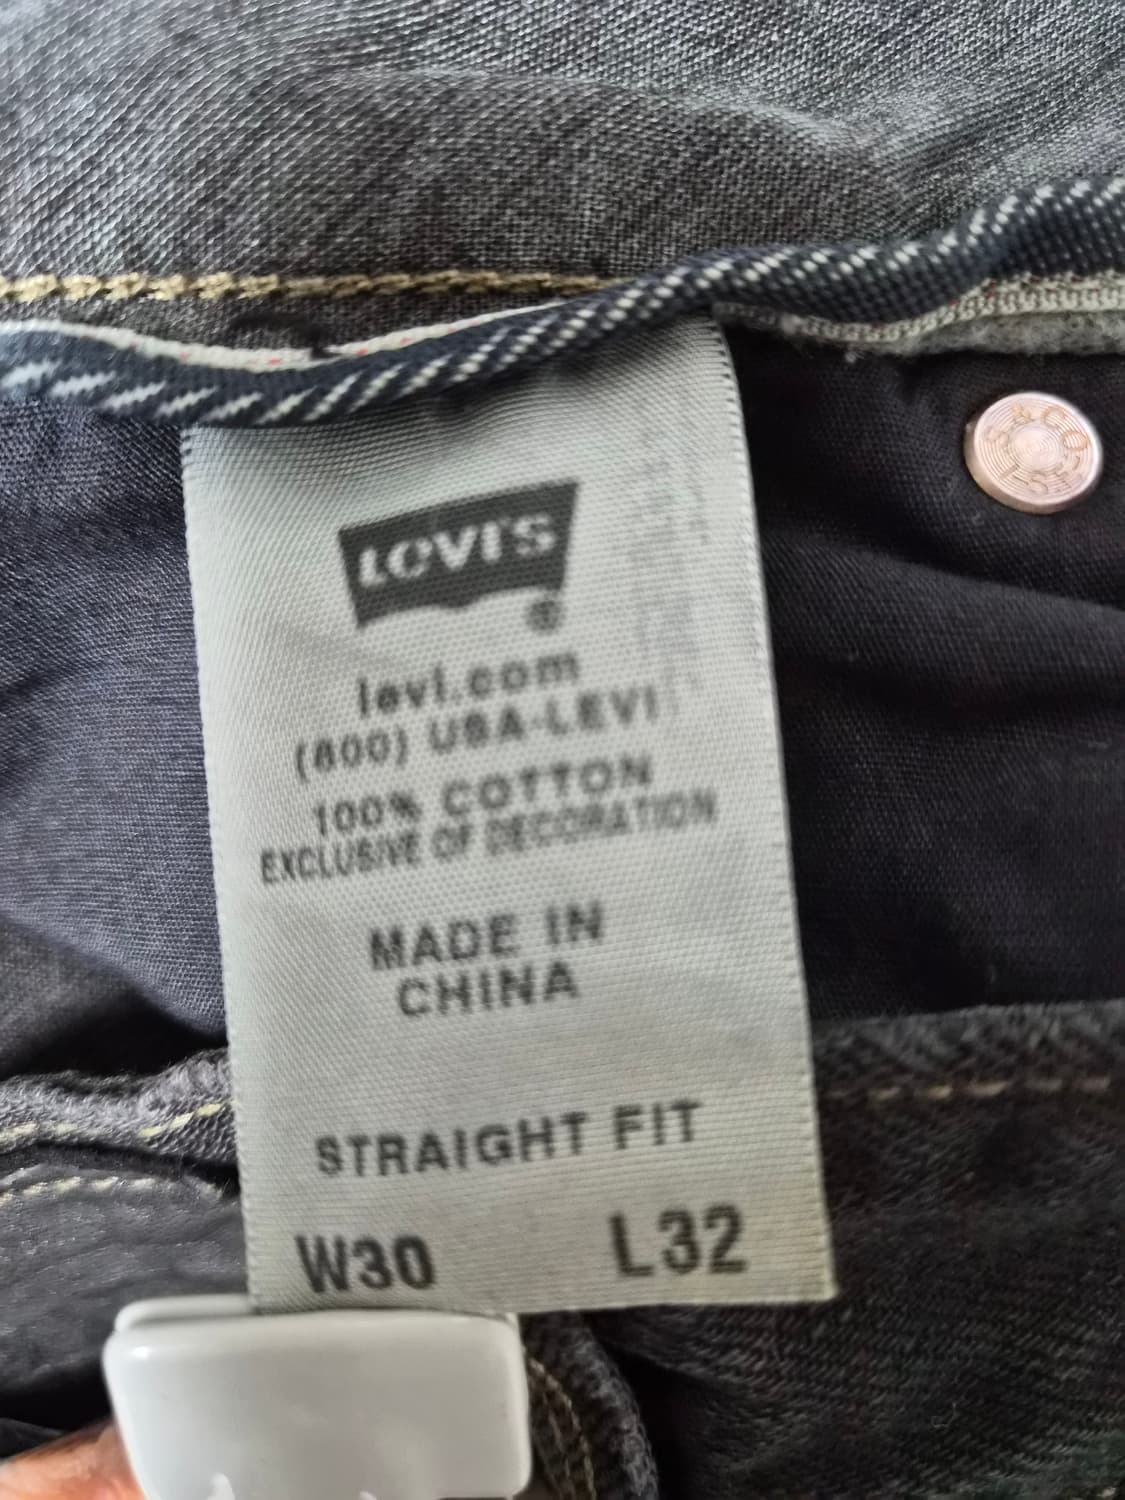 LEVI'S
®
levi.com
(800) USA-LEVI
100% COTTON
EXCLUSIVE OF DECORATION
MADE IN
CHINA
STRAIGHT FIT
W30 L32